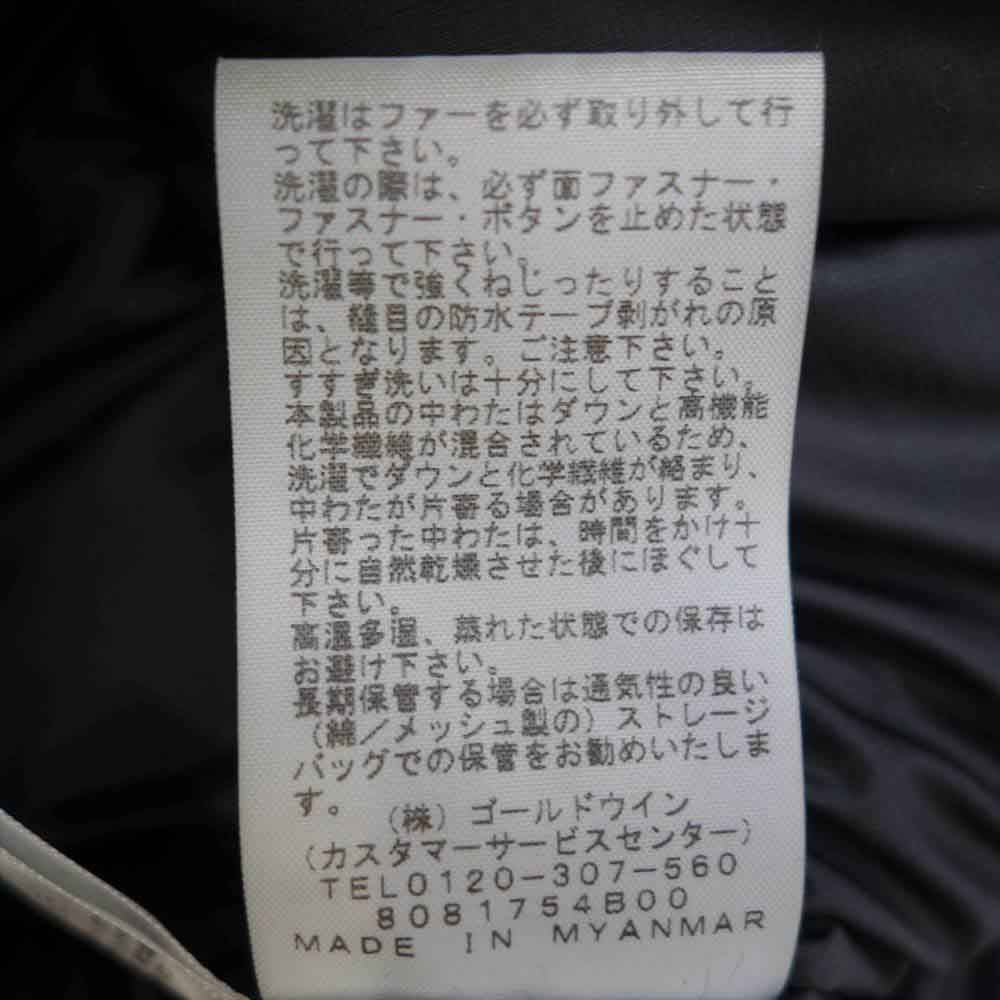 洗濯はファーを必ず取り外して行
って下さい。
洗濯の際は、必ず面ファスナー・
ファスナー・ボタンを止めた状態
で行って下さい。
洗濯等で強くねじったりすること
は、縫目の防水テープ剥がれの原
因となります。ご注意下さい。
すすぎ洗いは十分にして下さい。
本製品の中わたはダウンと高機能
化学繊維が混合されているため、
洗濯でダウンと化学繊維が絡まり、
中わたが片寄る場合があります。
片寄った中わたは、時間をかけ十
分に自然乾燥させた後にほぐして
下さい。
高温多湿、蒸れた状態での保存は
お避け下さい。
長期保管する場合は通気性の良い
(綿/メッシュ製の)ストレージ
バッグでの保管をお勧めいたしま
す。
(株)ゴールドウイン
(カスタマーサービスセンター)
TEL0120-307-560
8081754B00
MADE IN MYANMAR